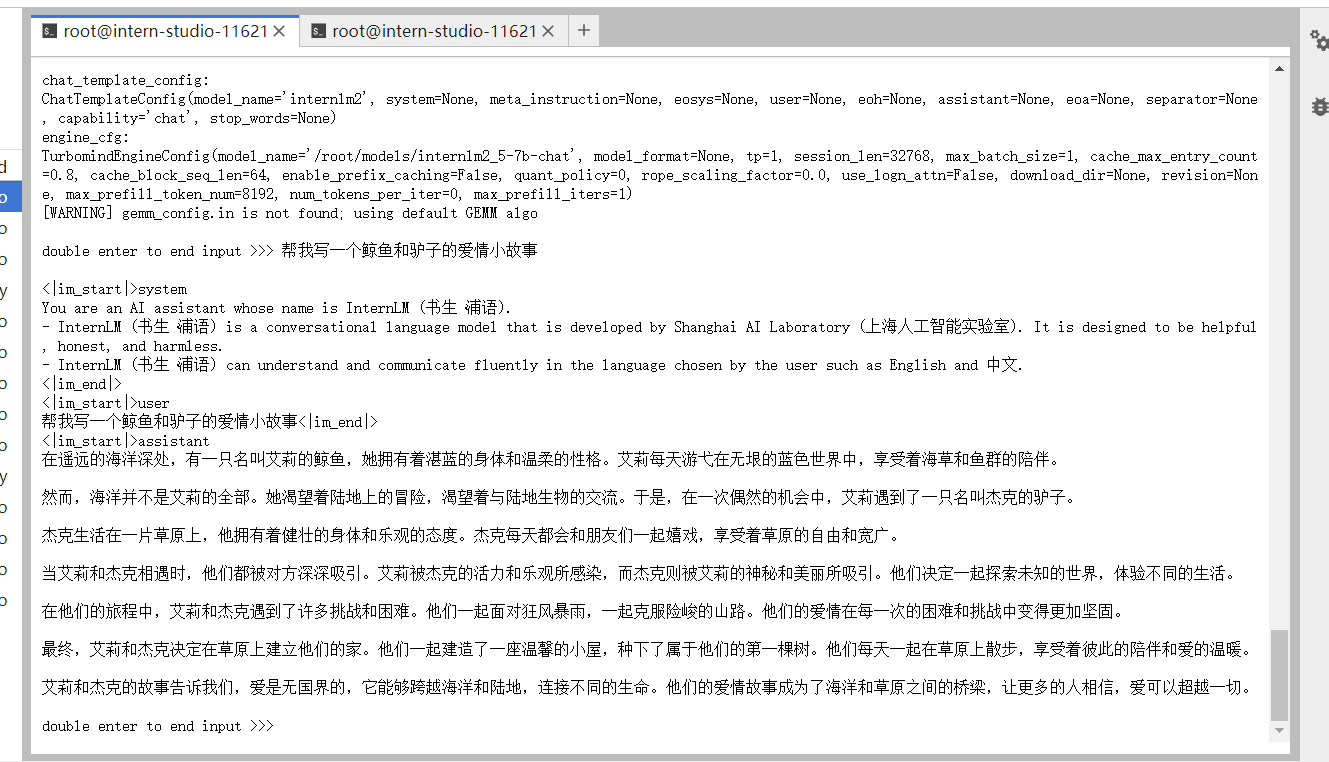 root@intern-studio-11621
root@intern-studio-11621
chat_template_config:
ChatTemplateConfig(model_name='internlm2', system=None, meta_instruction=None, eosys=None, user=None, eoh=None, assistant=None, eoa=None, separator=None
, capability='chat', stop_words=None)
engine_cfg:
TurbomindEngineConfig(model_name='/root/models/internlm2_5-7b-chat', model_format=None, tp=1, session_len=32768, max_batch_size=1, cache_max_entry_count
=0.8, cache_block_seq_len=64, enable_prefix_caching=False, quant_policy=0, rope_scaling_factor=0.0, use_logn_attn=False, download_dir=None, revision=Non
e, max_prefill_token_num=8192, num_tokens_per_iter=0, max_prefill_iters=1)
[WARNING] gemm_config.in is not found; using default GEMM algo
double enter to end input >>> 帮我写一个鲸鱼和驴子的爱情小故事
<|im_start|>system
You are an AI assistant whose name is InternLM (书生·浦语).
- InternLM (书生·浦语) is a conversational language model that is developed by Shanghai AI Laboratory (上海人工智能实验室). It is designed to be helpful
, honest, and harmless.
- InternLM (书生·浦语) can understand and communicate fluently in the language chosen by the user such as English and 中文.
<|im_end|>
<|im_start|>user
帮我写一个鲸鱼和驴子的爱情小故事<|im_end|>
<|im_start|>assistant
在遥远的海洋深处，有一只名叫艾莉的鲸鱼，她拥有着湛蓝的身体和温柔的性格。艾莉每天游弋在无垠的蓝色世界中，享受着海草和鱼群的陪伴。
然而，海洋并不是艾莉的全部。她渴望着陆地上的冒险，渴望着与陆地生物的交流。于是，在一次偶然的机会中，艾莉遇到了一只名叫杰克的驴子。
杰克生活在一片草原上，他拥有着健壮的身体和乐观的态度。杰克每天都会和朋友们一起嬉戏，享受着草原的自由和宽广。
当艾莉和杰克相遇时，他们都被对方深深吸引。艾莉被杰克的活力和乐观所感染，而杰克则被艾莉的神秘和美丽所吸引。他们决定一起探索未知的世界，体验不同的生活。
在他们的旅程中，艾莉和杰克遇到了许多挑战和困难。他们一起面对狂风暴雨，一起克服险峻的山路。他们的爱情在每一次的困难和挑战中变得更加坚固。
最终，艾莉和杰克决定在草原上建立他们的家。他们一起建造了一座温馨的小屋，种下了属于他们的第一棵树。他们每天一起在草原上散步，享受着彼此的陪伴和爱的温暖。
艾莉和杰克的故事告诉我们，爱是无国界的，它能够跨越海洋和陆地，连接不同的生命。他们的爱情故事成为了海洋和草原之间的桥梁，让更多的人相信，爱可以超越一切。
double enter to end input >>>